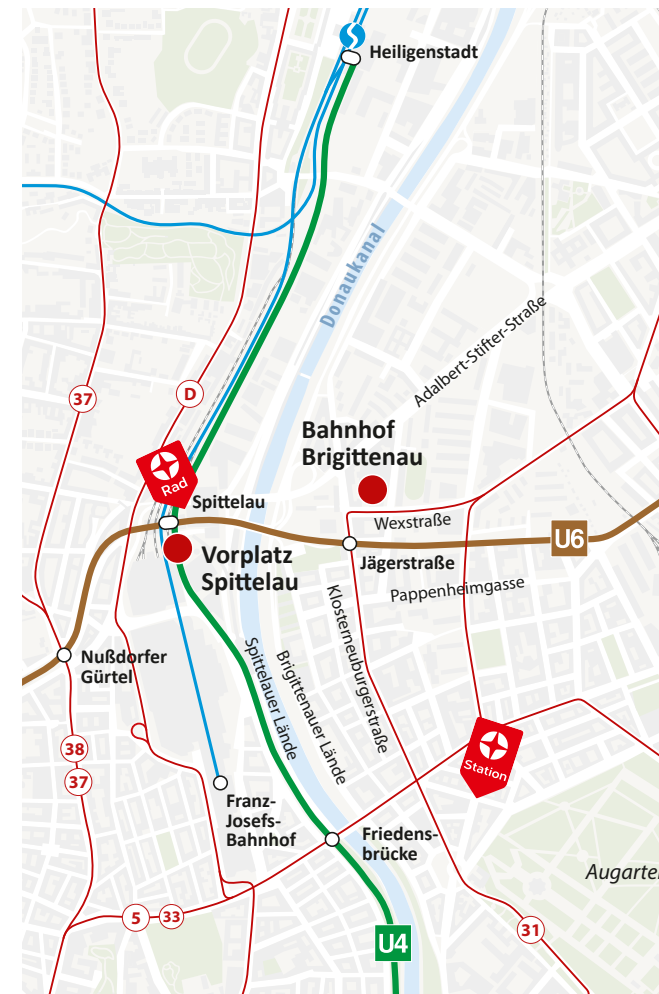 Heiligenstadt
Donaukanal
Adalbert-Stifter-Straße
37
D
Bahnhof
Brigittenau
Rad
Spittelau
Wexstraße
U6
Vorplatz
Spittelau
Jägerstraße
Pappenheimgasse
Klosterneuburgerstraße
Spittelauer Lände
Brigittenauer Lände
Nußdorfer
Gürtel
38
37
Station
Franz-
Josefs-
Bahnhof
Friedens-
brücke
Augarten
5
33
31
U4